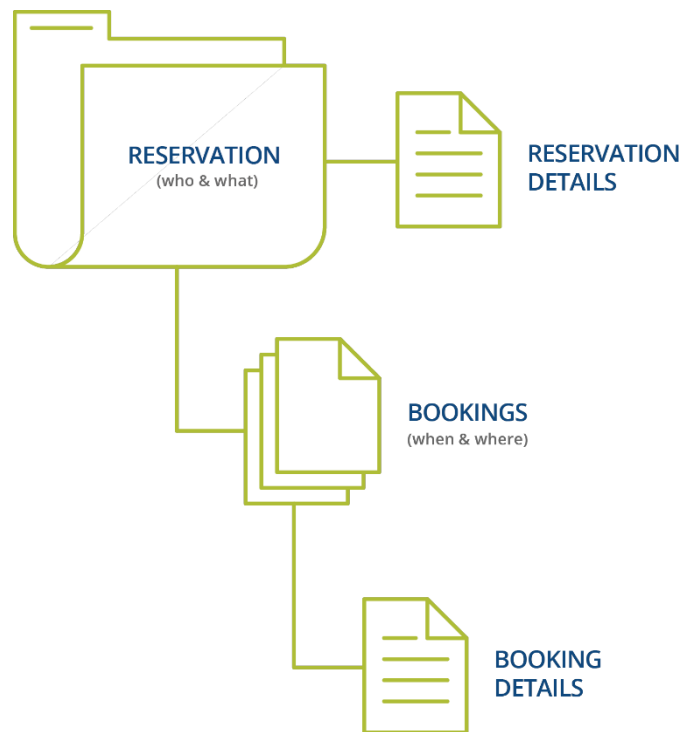 RESERVATION
(who & what)
RESERVATION
DETAILS
BOOKINGS
(when & where)
BOOKING
DETAILS